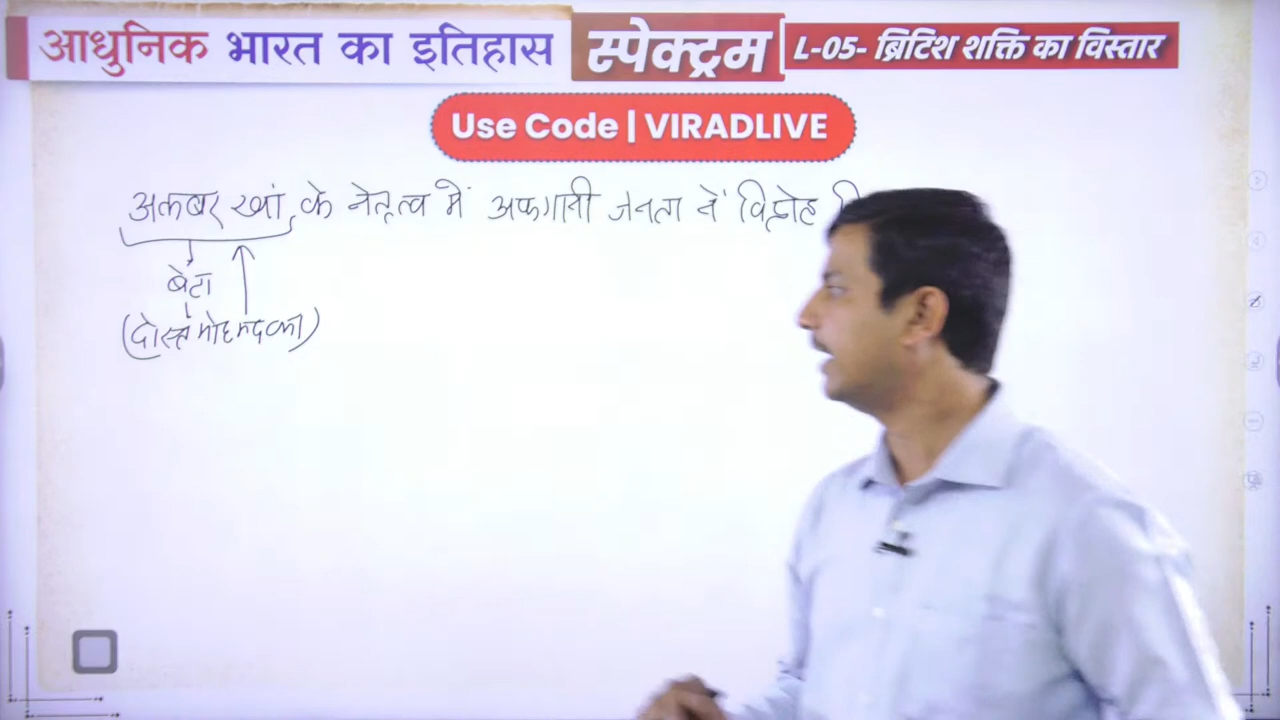 आधुनिक भारत का इतिहास स्पेक्ट्रम L-05- ब्रिटिश शक्ति का विस्तार
Use Code | VIRADLIVE
अकबर खां के नेतृत्व में अफगानी जनता नें विद्रोह
बेटा
(दोस्त मोहम्मद का)